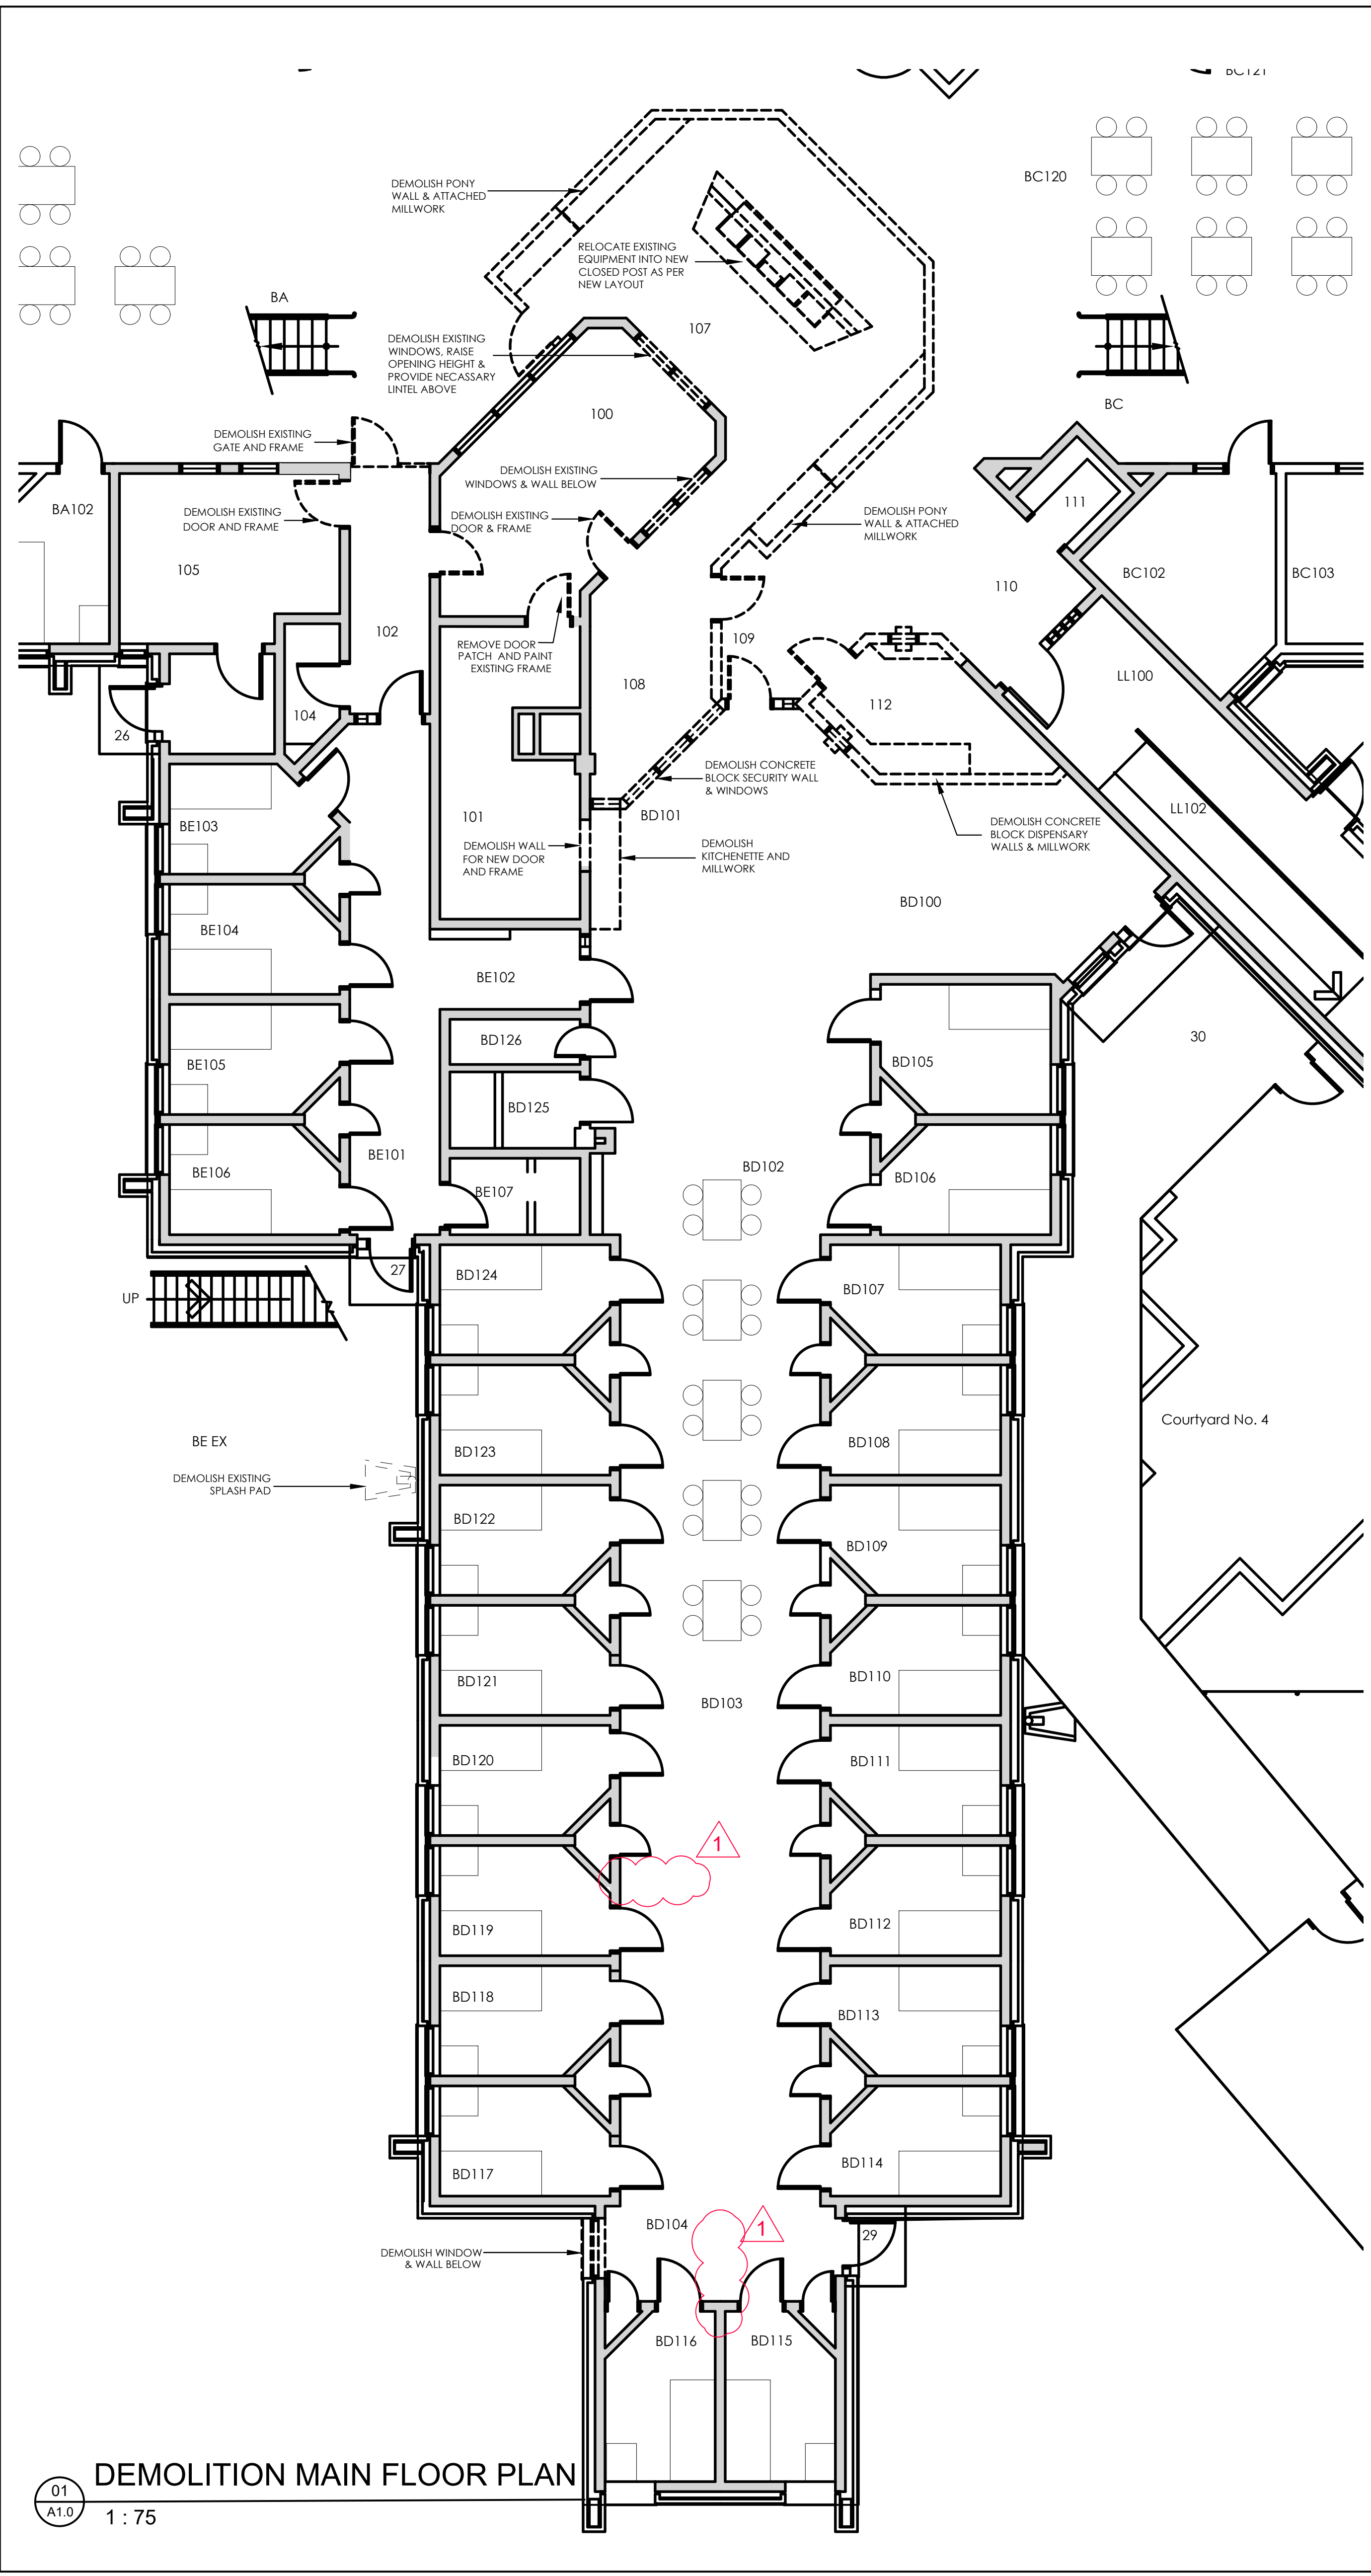 BC121
BC120
DEMOLISH PONY
WALL & ATTACHED
MILLWORK
RELOCATE EXISTING
EQUIPMENT INTO NEW
CLOSED POST AS PER
NEW LAYOUT
BA
107
DEMOLISH EXISTING
WINDOWS, RAISE
OPENING HEIGHT &
PROVIDE NECASSARY
LINTEL ABOVE
BC
100
DEMOLISH EXISTING
GATE AND FRAME
DEMOLISH EXISTING
WINDOWS & WALL BELOW
BA102
DEMOLISH EXISTING
DOOR AND FRAME
DEMOLISH EXISTING
DOOR & FRAME
DEMOLISH PONY
WALL & ATTACHED
MILLWORK
111
105
BC102
BC103
110
102
REMOVE DOOR
PATCH AND PAINT
EXISTING FRAME
109
108
LL100
104
112
26
DEMOLISH CONCRETE
BLOCK SECURITY WALL
& WINDOWS
LL102
BE103
101
BD101
DEMOLISH CONCRETE
BLOCK DISPENSARY
WALLS & MILLWORK
DEMOLISH WALL
FOR NEW DOOR
AND FRAME
DEMOLISH
KITCHENETTE AND
MILLWORK
BE104
BD100
BE102
BD126
30
BE105
BD105
BD125
BE101
BE106
BD102
BD106
BE107
27
BD124
BD107
UP
Courtyard No. 4
BE EX
BD123
BD108
DEMOLISH EXISTING
SPLASH PAD
BD122
BD109
BD121
BD110
BD103
BD120
BD111
1
BD119
BD112
BD118
BD113
BD117
BD114
BD104
1
29
DEMOLISH WINDOW
& WALL BELOW
BD116
BD115
01
A1.0
DEMOLITION MAIN FLOOR PLAN
1 : 75